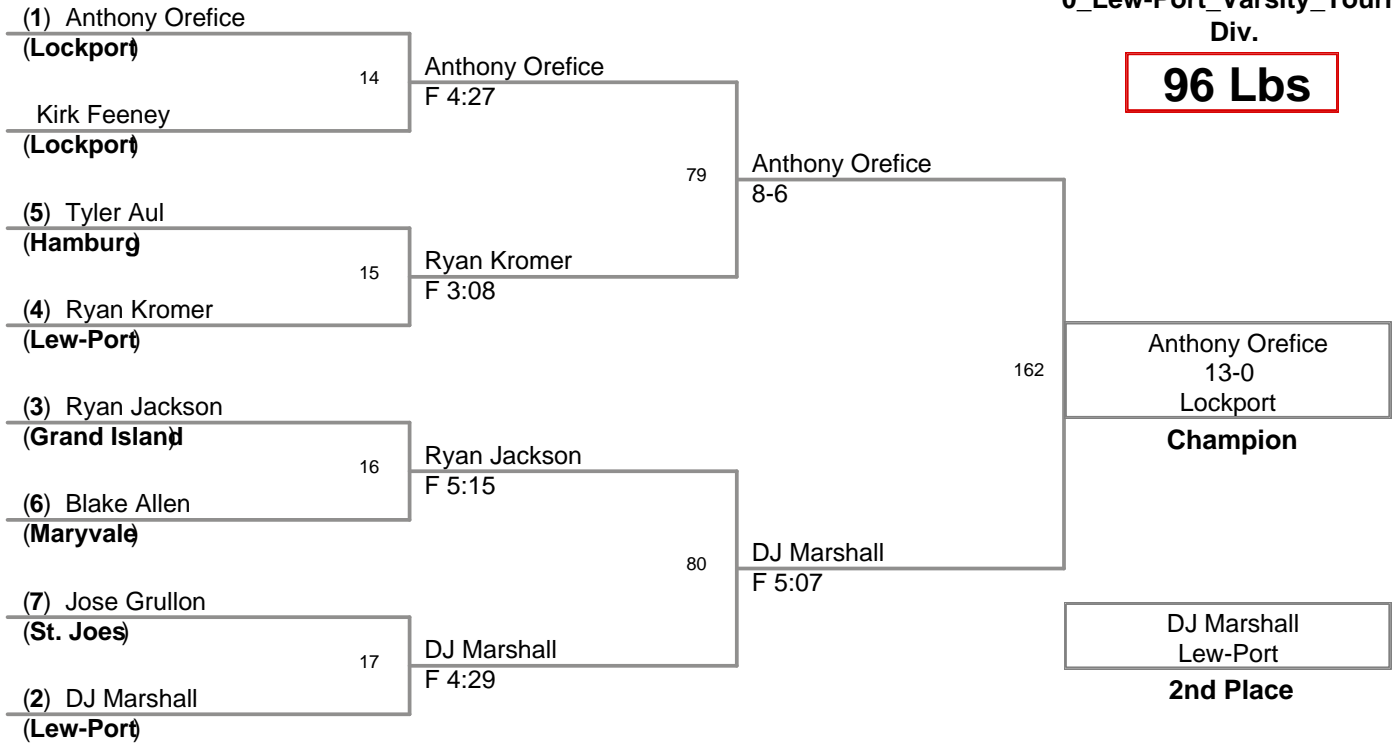 0_Lew-Port_Varsity_Tourn
Div.
96 Lbs
(1) Anthony Orefice
(Lockport)
14
Kirk Feeney
(Lockport)
Anthony Orefice
F 4:27
(5) Tyler Aul
(Hamburg)
15
(4) Ryan Kromer
(Lew-Port)
Ryan Kromer
F 3:08
79
Anthony Orefice
8-6
(3) Ryan Jackson
(Grand Island)
16
(6) Blake Allen
(Maryvale)
Ryan Jackson
F 5:15
(7) Jose Grullon
(St. Joes)
17
(2) DJ Marshall
(Lew-Port)
DJ Marshall
F 4:29
80
DJ Marshall
F 5:07
162
Anthony Orefice
13-0
Lockport
Champion
DJ Marshall
Lew-Port
2nd Place